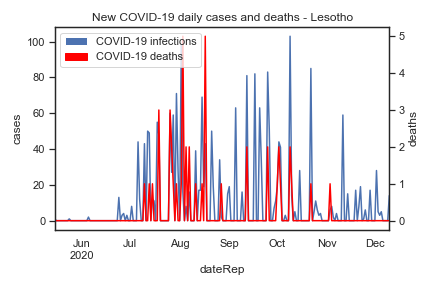 New COVID-19 daily cases and deaths - Lesotho
COVID-19 infections
COVID-19 deaths
100
80
60
40
20
0
cases
5
4
3
2
1
0
deaths
Jun Jul Aug Sep Oct Nov Dec
2020
dateRep